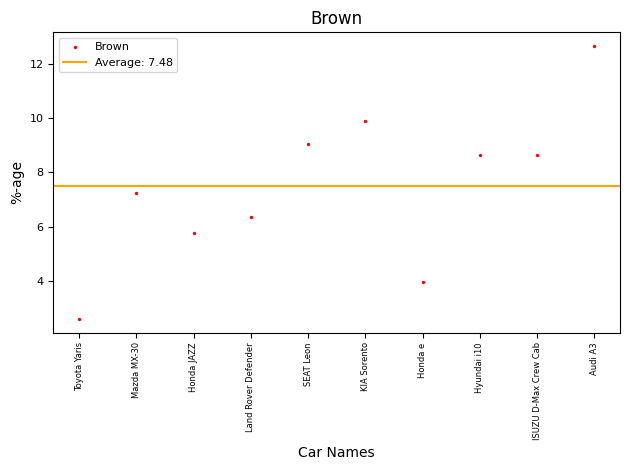 Brown
Brown
Average: 7.48
%-age
12
10
8
6
4
Toyota Yaris
Mazda MX-30
Honda JAZZ
Land Rover Defender
SEAT Leon
KIA Sorento
Honda e
Hyundai i10
ISUZU D-Max Crew Cab
Audi A3
Car Names